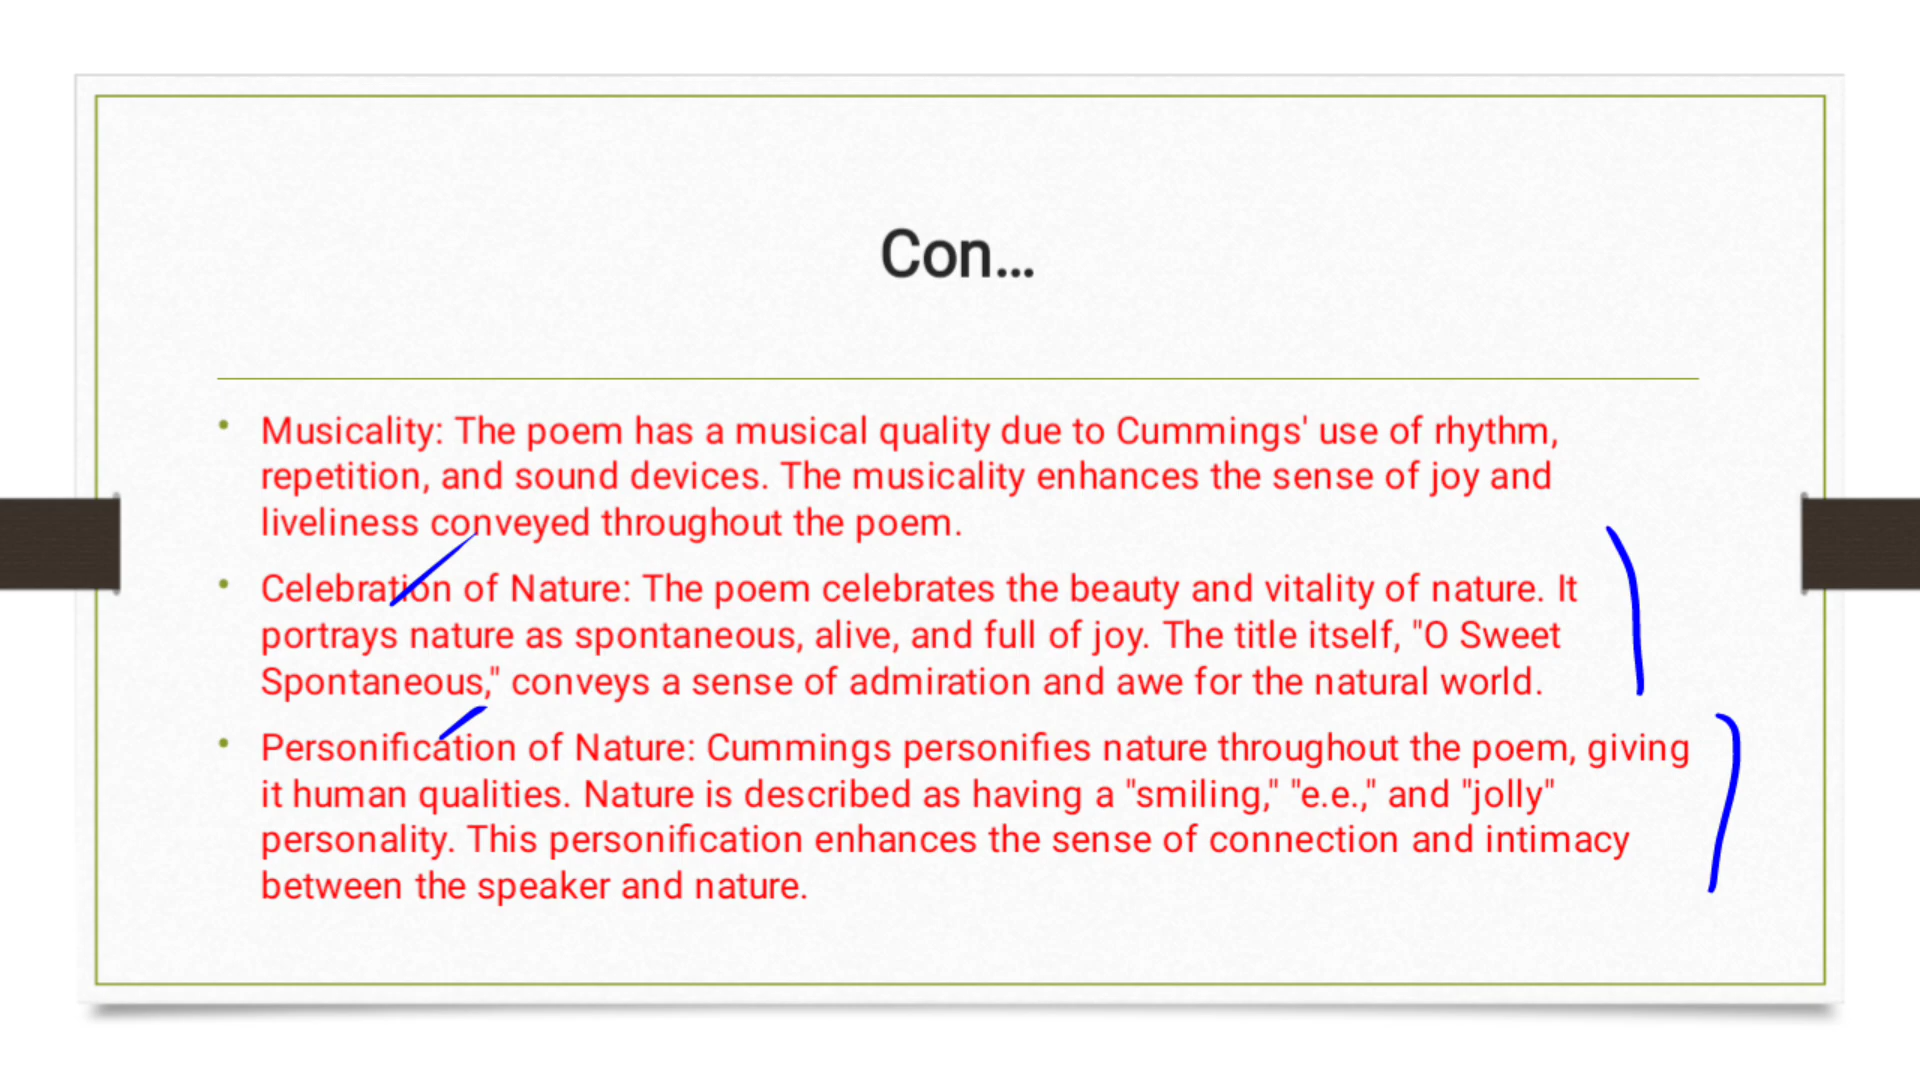 Con...
• Musicality: The poem has a musical quality due to Cummings' use of rhythm,
repetition, and sound devices. The musicality enhances the sense of joy and
liveliness conveyed throughout the poem.
• Celebration of Nature: The poem celebrates the beauty and vitality of nature. It
portrays nature as spontaneous, alive, and full of joy. The title itself, "O Sweet
Spontaneous," conveys a sense of admiration and awe for the natural world.
• Personification of Nature: Cummings personifies nature throughout the poem, giving
it human qualities. Nature is described as having a "smiling," "e.e.," and "jolly"
personality. This personification enhances the sense of connection and intimacy
between the speaker and nature.